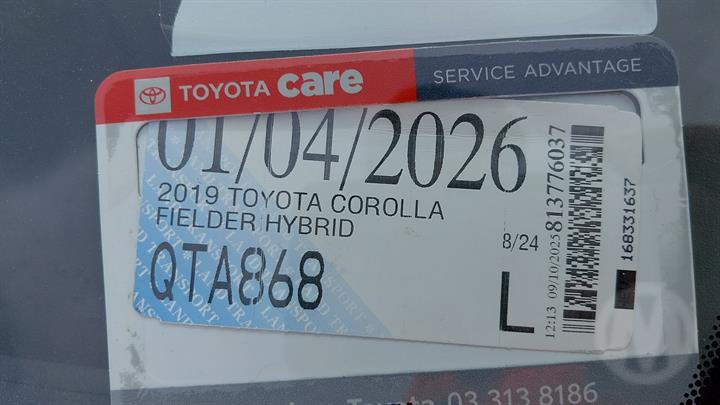 TOYOTA care SERVICE ADVANTAGE
01/04/2026
2019 TOYOTA COROLLA
FIELDER HYBRID
QTA868
8/24
L
12:13 09/10/2025 813776037
168331637
Toyota 03 313 8186